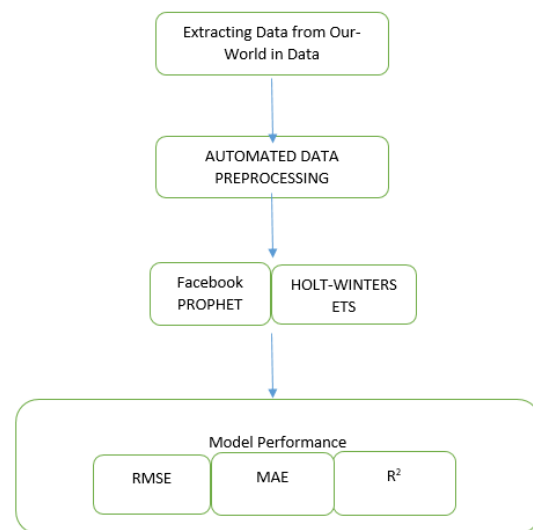 Extracting Data from Our-
World in Data
AUTOMATED DATA
PREPROCESSING
Facebook
PROPHET
HOLT-WINTERS
ETS
Model Performance
RMSE
MAE
R²